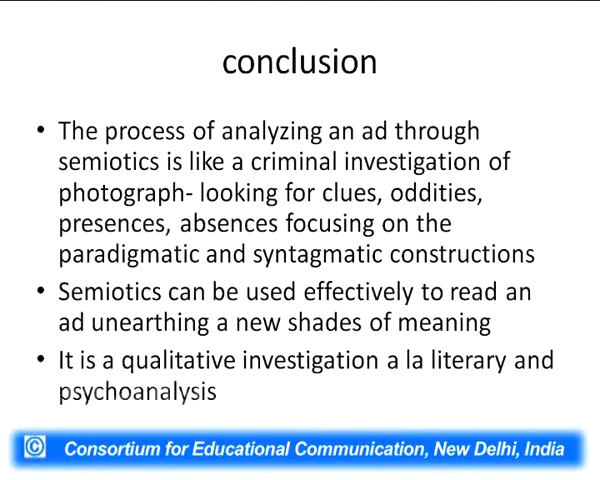 conclusion
• The process of analyzing an ad through
semiotics is like a criminal investigation of
photograph- looking for clues, oddities,
presences, absences focusing on the
paradigmatic and syntagmatic constructions
• Semiotics can be used effectively to read an
ad unearthing a new shades of meaning
• It is a qualitative investigation a la literary and
psychoanalysis
© Consortium for Educational Communication, New Delhi, India